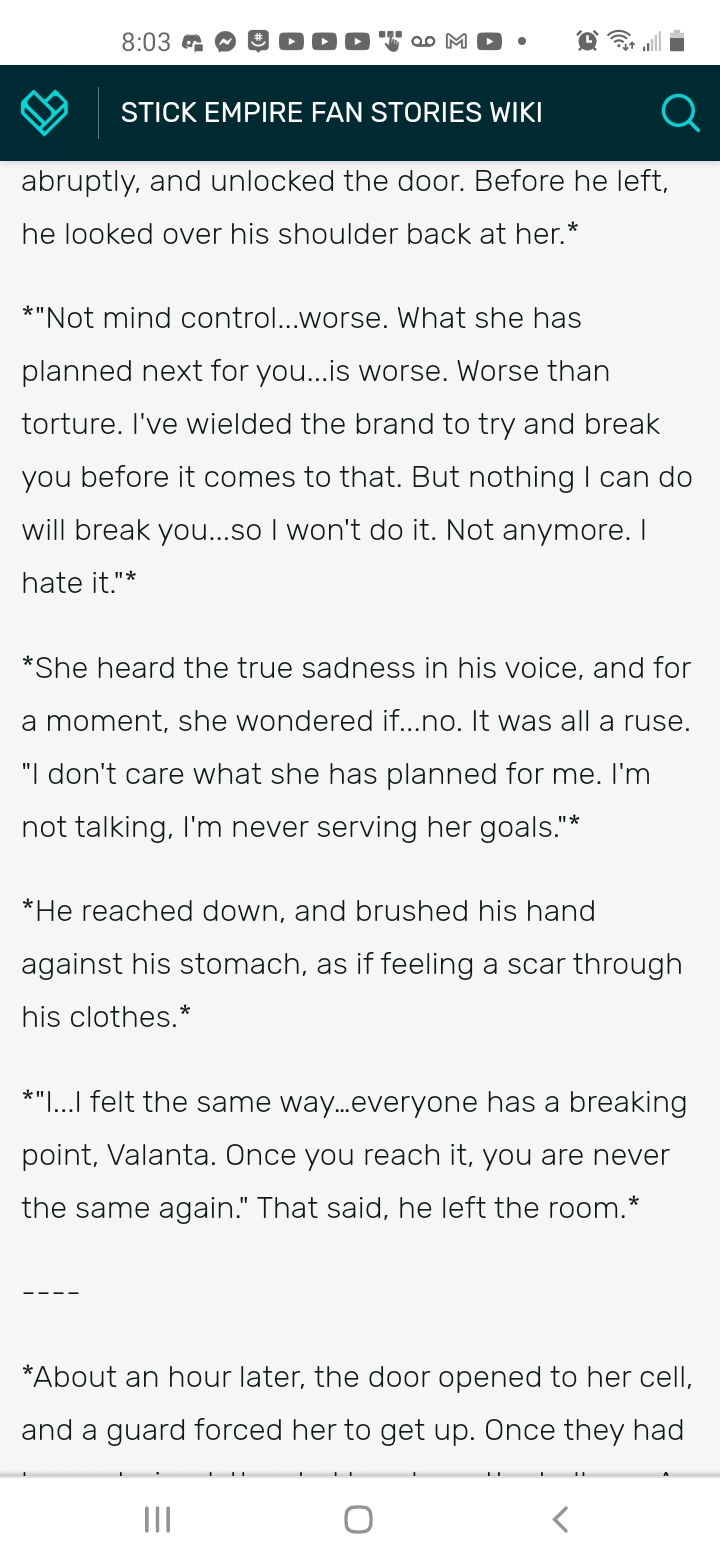 8:03
STICK EMPIRE FAN STORIES WIKI
abruptly, and unlocked the door. Before he left,
he looked over his shoulder back at her.*
*"Not mind control...worse. What she has
planned next for you...is worse. Worse than
torture. I've wielded the brand to try and break
you before it comes to that. But nothing I can do
will break you...so I won't do it. Not anymore. I
hate it."*
*She heard the true sadness in his voice, and for
a moment, she wondered if...no. It was all a ruse.
"I don't care what she has planned for me. I'm
not talking, I'm never serving her goals."*
*He reached down, and brushed his hand
against his stomach, as if feeling a scar through
his clothes.*
*"I...I felt the same way…everyone has a breaking
point, Valanta. Once you reach it, you are never
the same again." That said, he left the room.*
----
*About an hour later, the door opened to her cell,
and a guard forced her to get up. Once they had